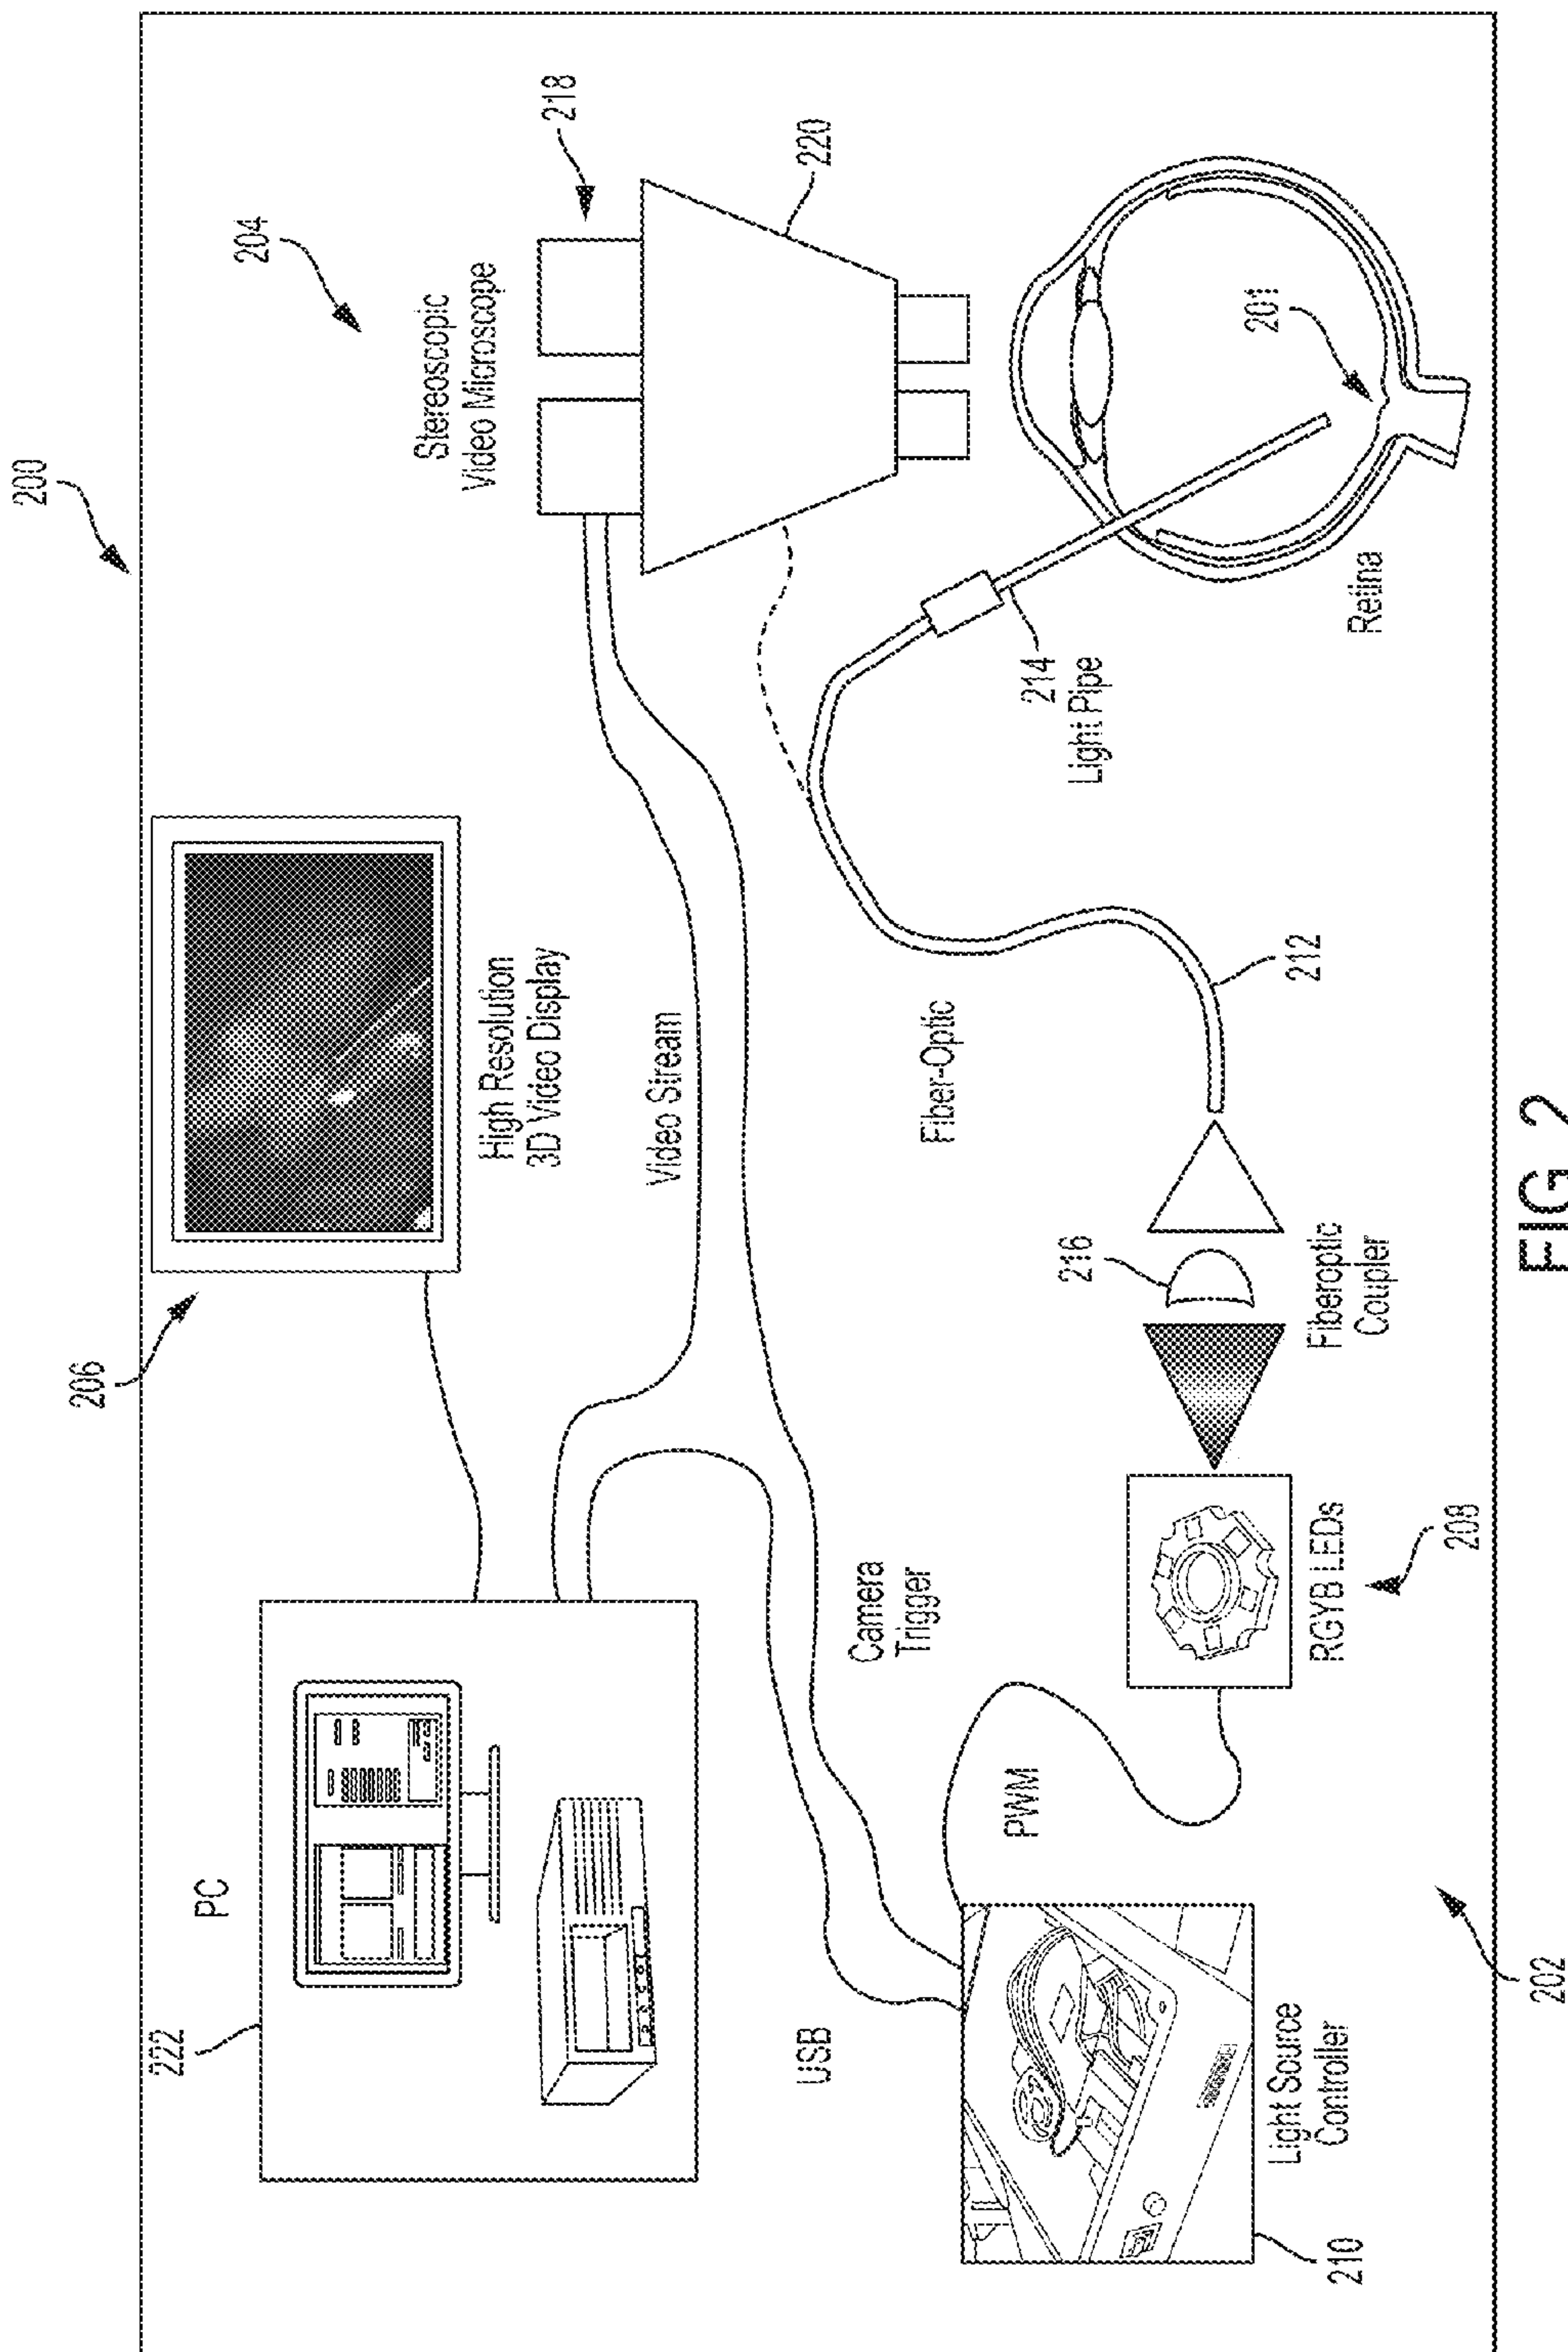 200
204
Stereoscopic
Video Microscope
218
220
206
High Resolution
3D Video Display
Video Stream
222
PC
USB
Camera
Trigger
PWM
210
Light Source
Controller
RGYB LEDs
208
202
216
Fiberoptic
Coupler
Fiber-Optic
212
214
Light Pipe
Retina
201
FIG. 2